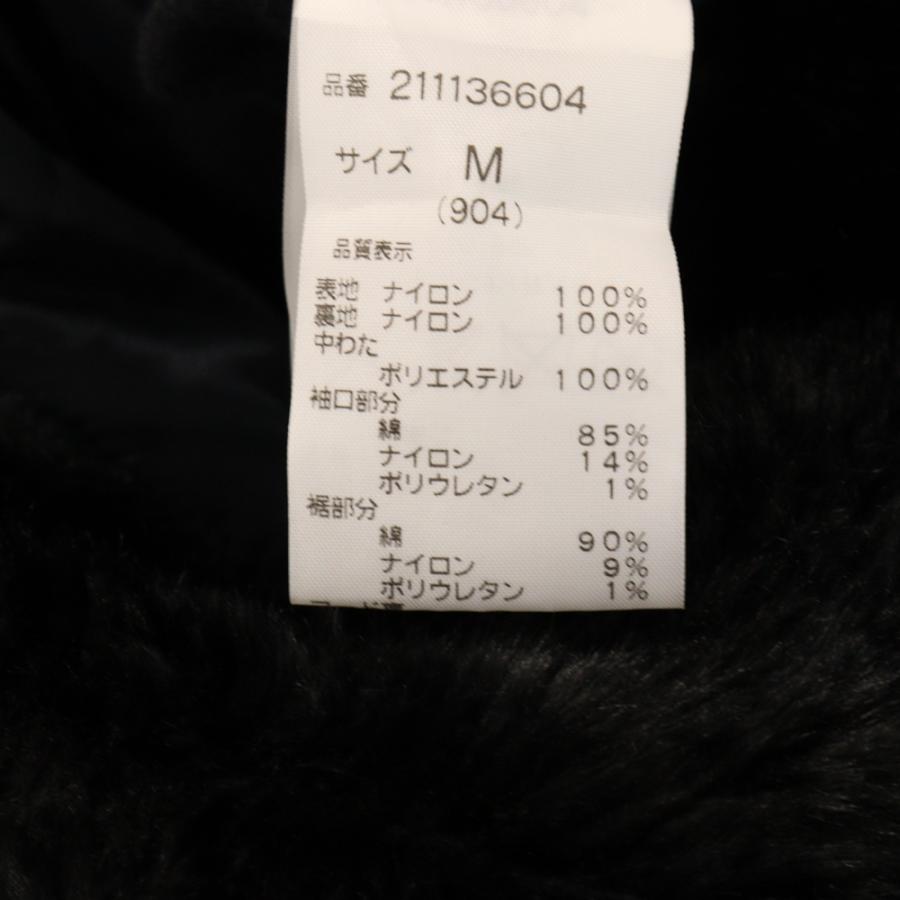 品番 211136604
サイズ M
(904)
品質表示
表地 ナイロン 100%
裏地 ナイロン 100%
中わた
ポリエステル 100%
袖口部分
綿 85%
ナイロン 14%
ポリウレタン 1%
裾部分
綿 90%
ナイロン 9%
ポリウレタン 1%